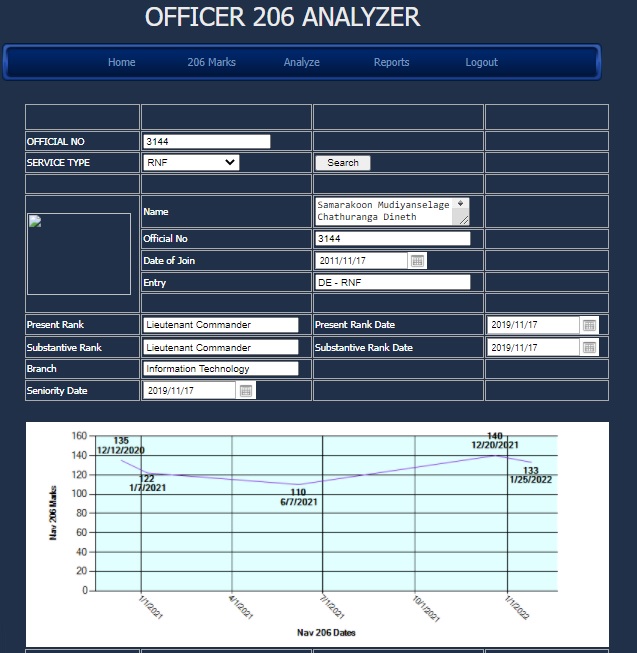 OFFICER 206 ANALYZER
Home 206 Marks Analyze Reports Logout
OFFICIAL NO 3144
SERVICE TYPE RNF Search
Name Samarakoon Mudiyanselage
Chathuranga Dineth
Official No 3144
Date of Join 2011/11/17
Entry DE - RNF
Present Rank Lieutenant Commander Present Rank Date 2019/11/17
Substantive Rank Lieutenant Commander Substantive Rank Date 2019/11/17
Branch Information Technology
Seniority Date 2019/11/17
160
140
120
100
80
60
40
20
0
Nav 206 Marks
135
12/12/2020
122
1/7/2021
110
6/7/2021
140
12/20/2021
133
1/25/2022
1/1/2021 4/1/2021 7/1/2021 10/1/2021 1/1/2022
Nav 206 Dates